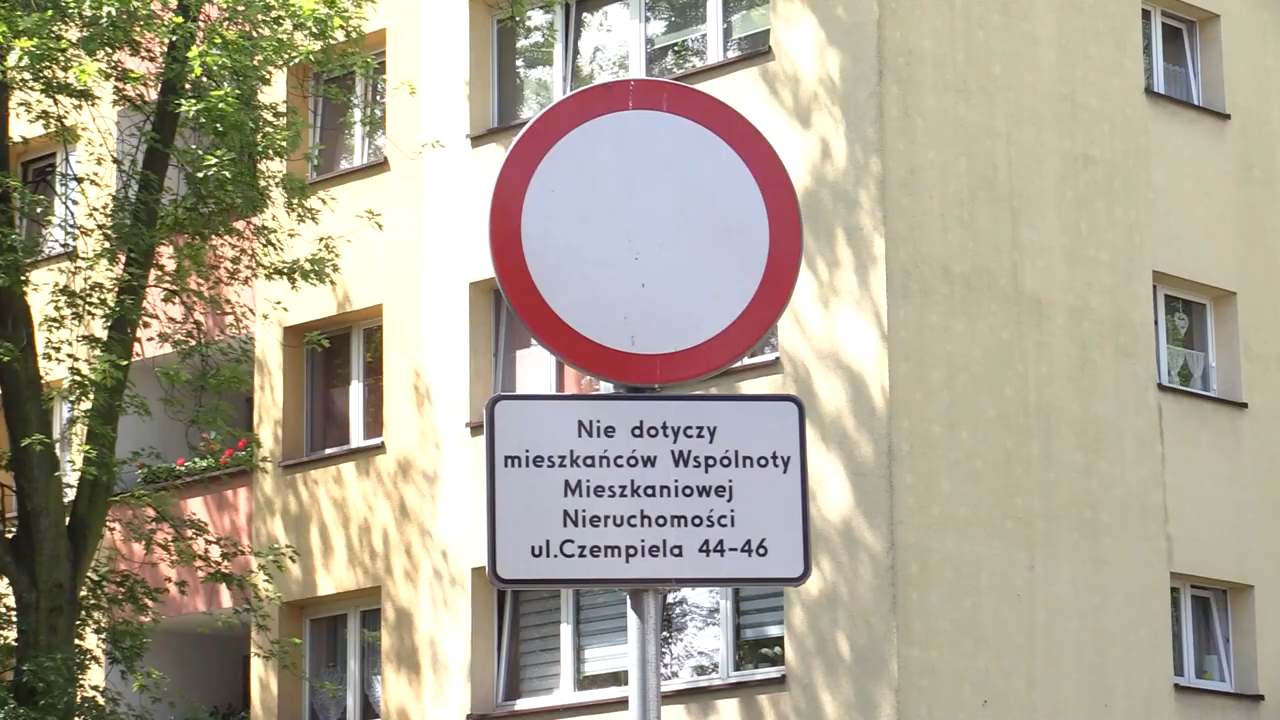 Nie dotyczy
mieszkańców Wspólnoty
Mieszkaniowej
Nieruchomości
ul.Czempiela 44-46